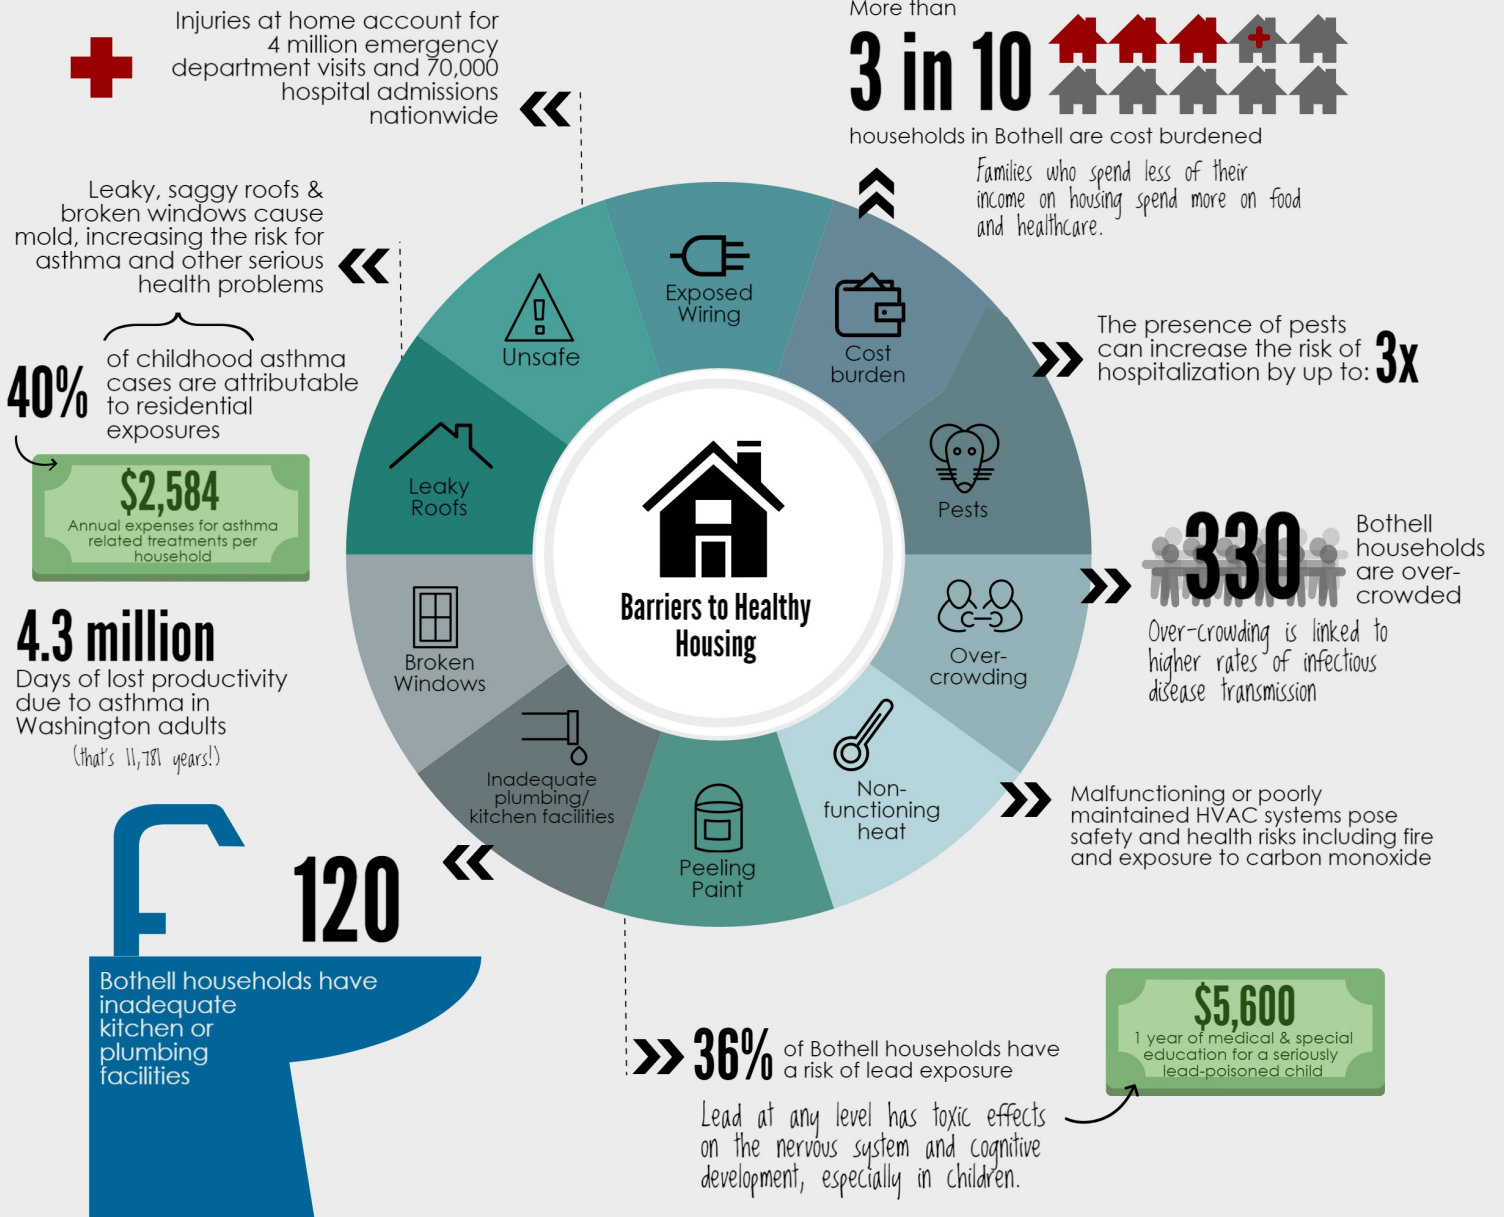 Injuries at home account for
4 million emergency
department visits and 70,000
hospital admissions
nationwide
More than
3 in 10
households in Bothell are cost burdened
Families who spend less of their
income on housing spend more on food
and healthcare.
Leaky, saggy roofs &
broken windows cause
mold, increasing the risk for
asthma and other serious
health problems
40%
of childhood asthma
cases are attributable
to residential
exposures
$2,584
Annual expenses for asthma
related treatments per
household
4.3 million
Days of lost productivity
due to asthma in
Washington adults
(that's 11,781 years!)
Exposed
Wiring
Cost
burden
Unsafe
Leaky
Roofs
Pests
Barriers to Healthy
Housing
Broken
Windows
Over-
crowding
Inadequate
plumbing/
kitchen facilities
Non-
functioning
heat
Peeling
Paint
The presence of pests
can increase the risk of
hospitalization by up to: 3x
330
Bothell
households
are over-
crowded
Over-crowding is linked to
higher rates of infectious
disease transmission
Malfunctioning or poorly
maintained HVAC systems pose
safety and health risks including fire
and exposure to carbon monoxide
120
Bothell households have
inadequate
kitchen or
plumbing
facilities
36%
of Bothell households have
a risk of lead exposure
Lead at any level has toxic effects
on the nervous system and cognitive
development, especially in children.
$5,600
1 year of medical & special
education for a seriously
lead-poisoned child